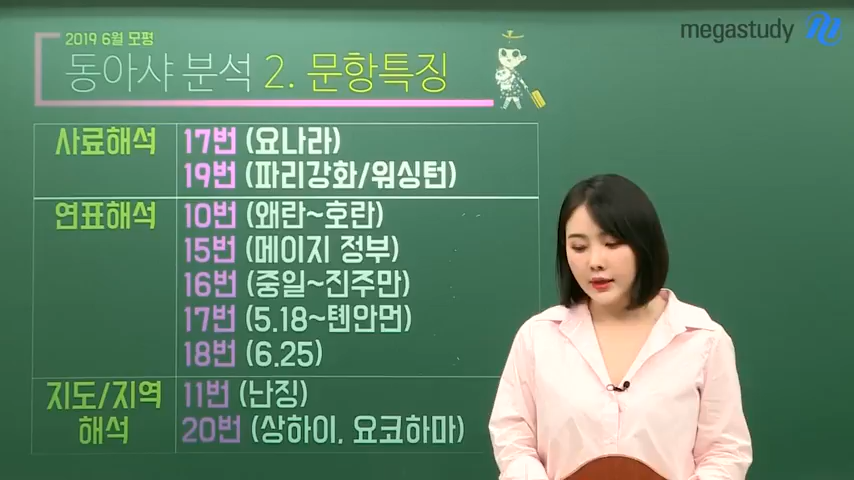 megastudy
2019 6월 모평
동아샤 분석 2. 문항특징
사료해석
17번 (요나라)
19번 (파리강화/워싱턴)
연표해석
10번 (왜란~호란)
15번 (메이지 정부)
16번 (중일~진주만)
17번 (5.18~톈안먼)
18번 (6.25)
지도/지역
해석
11번 (난징)
20번 (상하이, 요코하마)